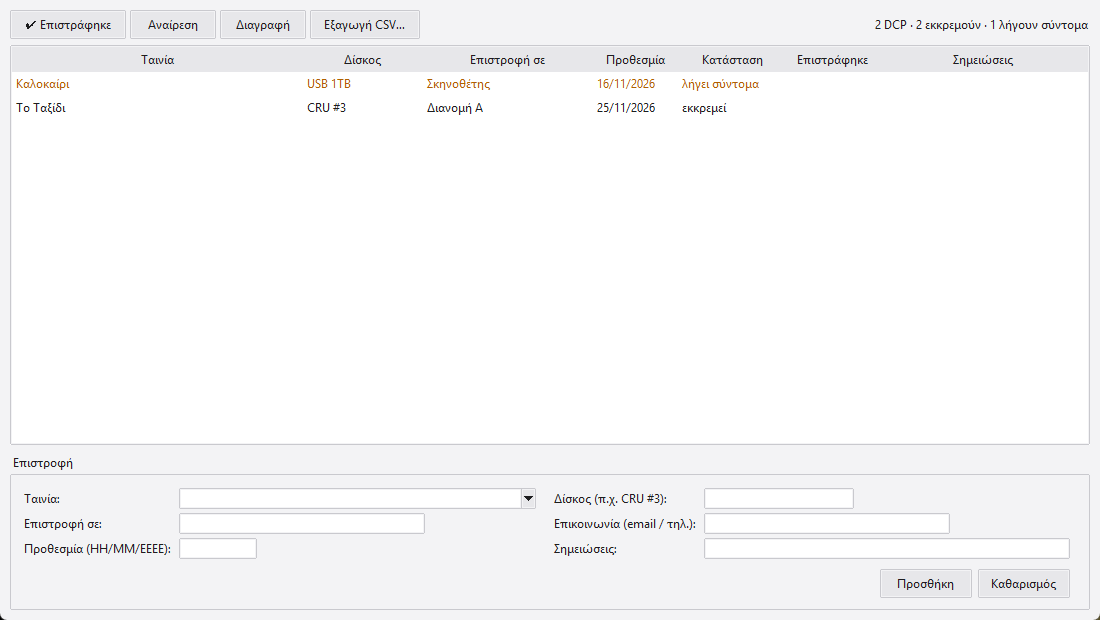 ✔ Επιστράφηκε Αναίρεση Διαγραφή Εξαγωγή CSV... 2 DCP · 2 εκκρεμούν · 1 λήγουν σύντομα
Ταινία Δίσκος Επιστροφή σε Προθεσμία Κατάσταση Επιστράφηκε Σημειώσεις
Καλοκαίρι USB 1TB Σκηνοθέτης 16/11/2026 λήγει σύντομα
Το Ταξίδι CRU #3 Διανομή Α 25/11/2026 εκκρεμεί
Επιστροφή
Ταινία: Δίσκος (π.χ. CRU #3):
Επιστροφή σε: Επικοινωνία (email / τηλ.):
Προθεσμία (ΗΗ/ΜΜ/ΕΕΕΕ): Σημειώσεις:
Προσθήκη Καθαρισμός